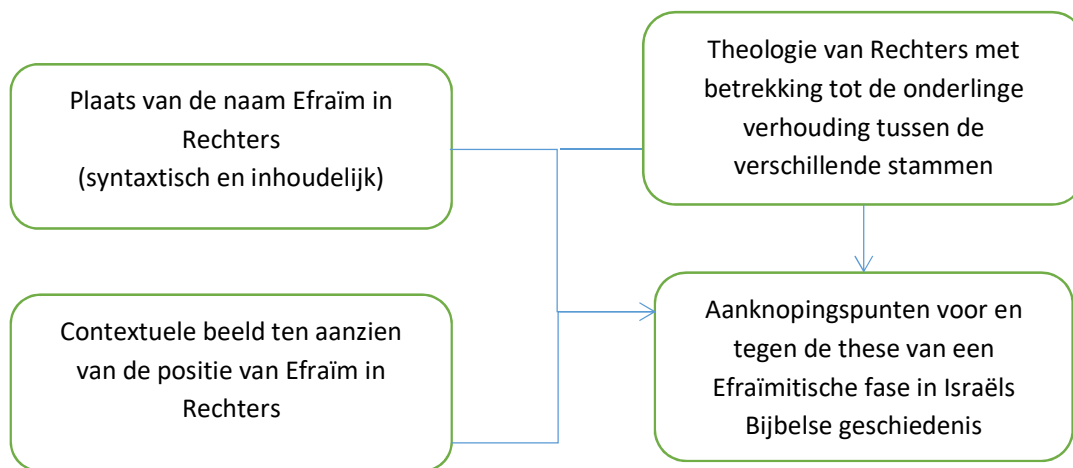 Plaats van de naam Efraïm in
Rechters
(syntaxtisch en inhoudelijk)
Theologie van Rechters met
betrekking tot de onderlinge
verhouding tussen de
verschillende stammen
Contextuele beeld ten aanzien
van de positie van Efraïm in
Rechters
Aanknopingspunten voor en
tegen de these van een
Efraïmitische fase in Israëls
Bijbelse geschiedenis